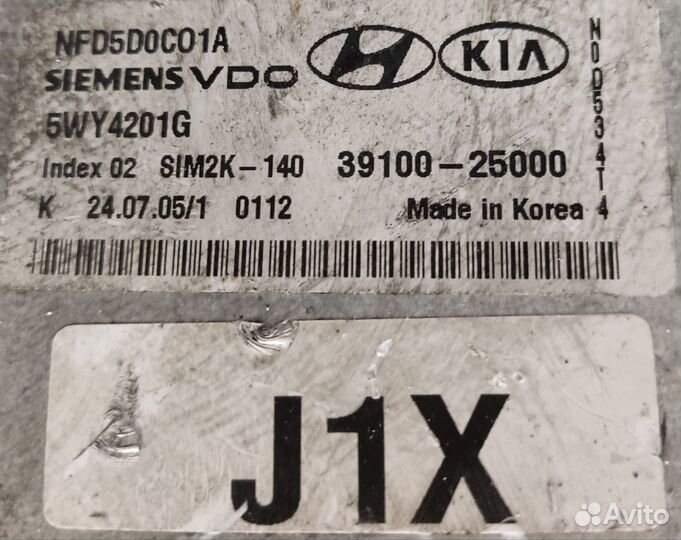 NFD5D0C01A
SIEMENS VDO
KIA
5WY4201G
Index 02 SIM2K-140 39100-25000
K 24.07.05/1 0112 Made in Korea
N0D534T4
J1X
Avito